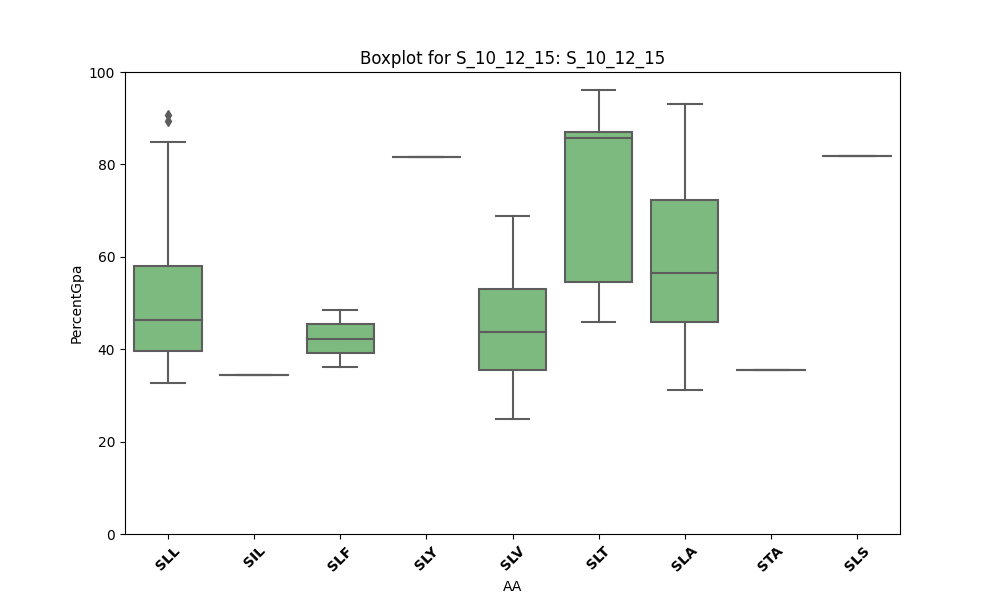 Boxplot for S_10_12_15: S_10_12_15
100
80
60
40
20
0
PercentGpa
SLL SIL SLF SLY SLV SLT SLA STA SLS
AA